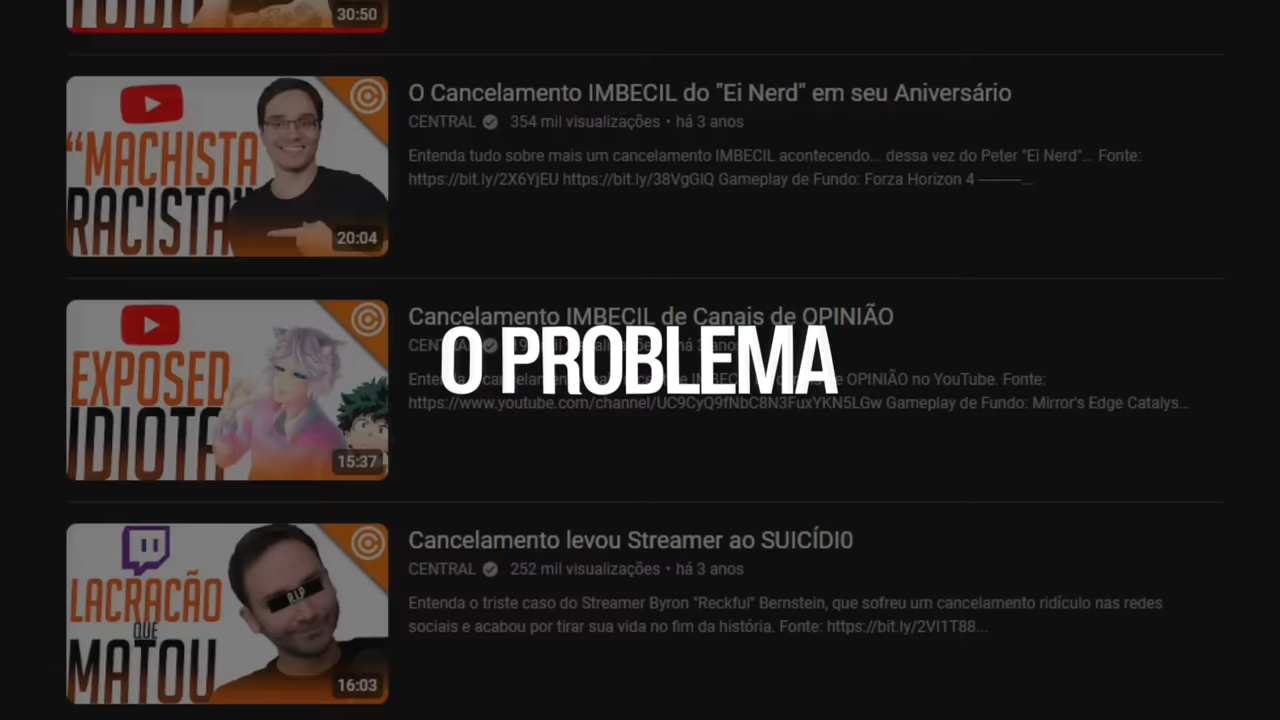 30:50
"MACHISTA
RACISTA"
20:04
O Cancelamento IMBECIL do "Ei Nerd" em seu Aniversário
CENTRAL 354 mil visualizações • há 3 anos
Entenda tudo sobre mais um cancelamento IMBECIL acontecendo... dessa vez do Peter "Ei Nerd"... Fonte:
https://bit.ly/2X6YjEU https://bit.ly/38VgGlQ Gameplay de Fundo: Forza Horizon 4 ———–...
EXPOSED
IDIOTA
15:37
Cancelamento IMBECIL de Canais de OPINIÃO
há 3 anos
O PROBLEMA
de OPINIÃO no YouTube. Fonte:
https://www.youtube.com/channel/UC9CyQ9fNbC8N3FuxYKN5LGw Gameplay de Fundo: Mirror's Edge Catalys...
LACRAÇÃO
QUE
MATOU
R.I.P
16:03
Cancelamento levou Streamer ao SUICÍDI0
CENTRAL 252 mil visualizações • há 3 anos
Entenda o triste caso do Streamer Byron "Reckful" Bernstein, que sofreu um cancelamento ridículo nas redes
sociais e acabou por tirar sua vida no fim da história. Fonte: https://bit.ly/2VI1T88...